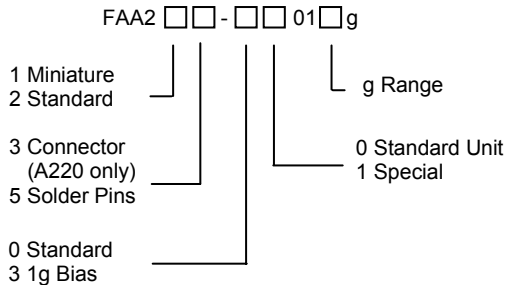 FAA2 □ □ - □ □ 01 □ g
1 Miniature
2 Standard
g Range
3 Connector
(A220 only)
5 Solder Pins
0 Standard Unit
1 Special
0 Standard
3 1g Bias